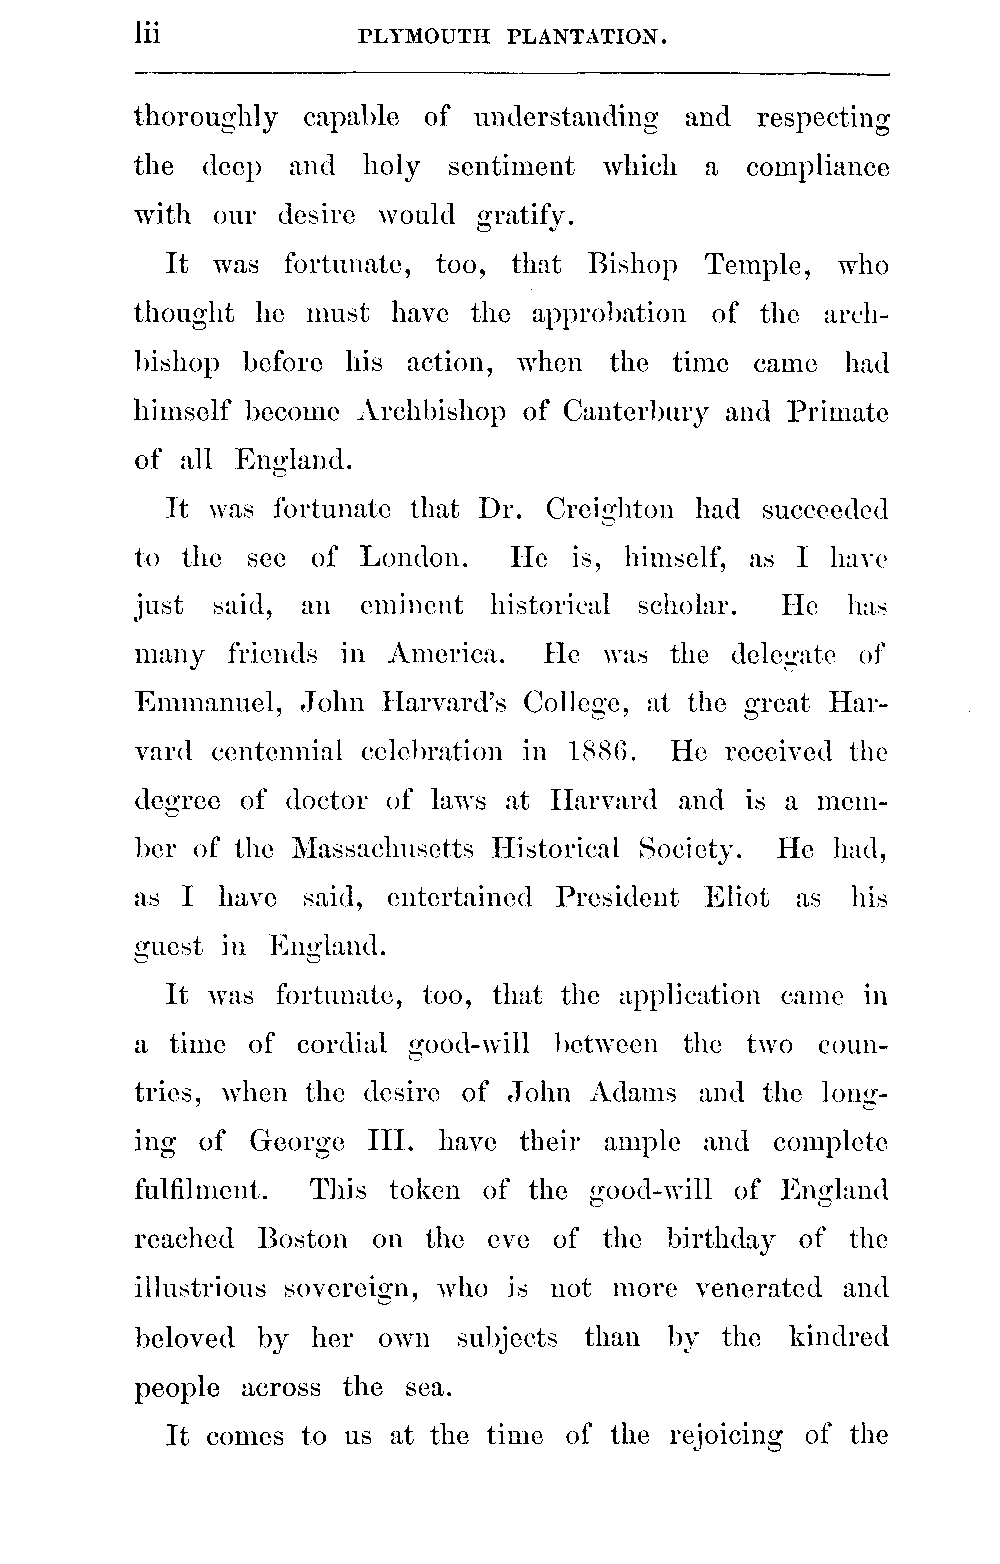 lii PLYMOUTH PLANTATION.
thoroughly capable of understanding and respecting
the deep and holy sentiment which a compliance
with our desire would gratify.
It was fortunate, too, that Bishop Temple, who
thought he must have the approbation of the arch-
bishop before his action, when the time came had
himself become Archbishop of Canterbury and Primate
of all England.
It was fortunate that Dr. Creighton had succeeded
to the see of London. He is, himself, as I have
just said, an eminent historical scholar. He has
many friends in America. He was the delegate of
Emmanuel, John Harvard's College, at the great Har-
vard centennial celebration in 1886. He received the
degree of doctor of laws at Harvard and is a mem-
ber of the Massachusetts Historical Society. He had,
as I have said, entertained President Eliot as his
guest in England.
It was fortunate, too, that the application came in
a time of cordial good-will between the two coun-
tries, when the desire of John Adams and the long-
ing of George III. have their ample and complete
fulfilment. This token of the good-will of England
reached Boston on the eve of the birthday of the
illustrious sovereign, who is not more venerated and
beloved by her own subjects than by the kindred
people across the sea.
It comes to us at the time of the rejoicing of the